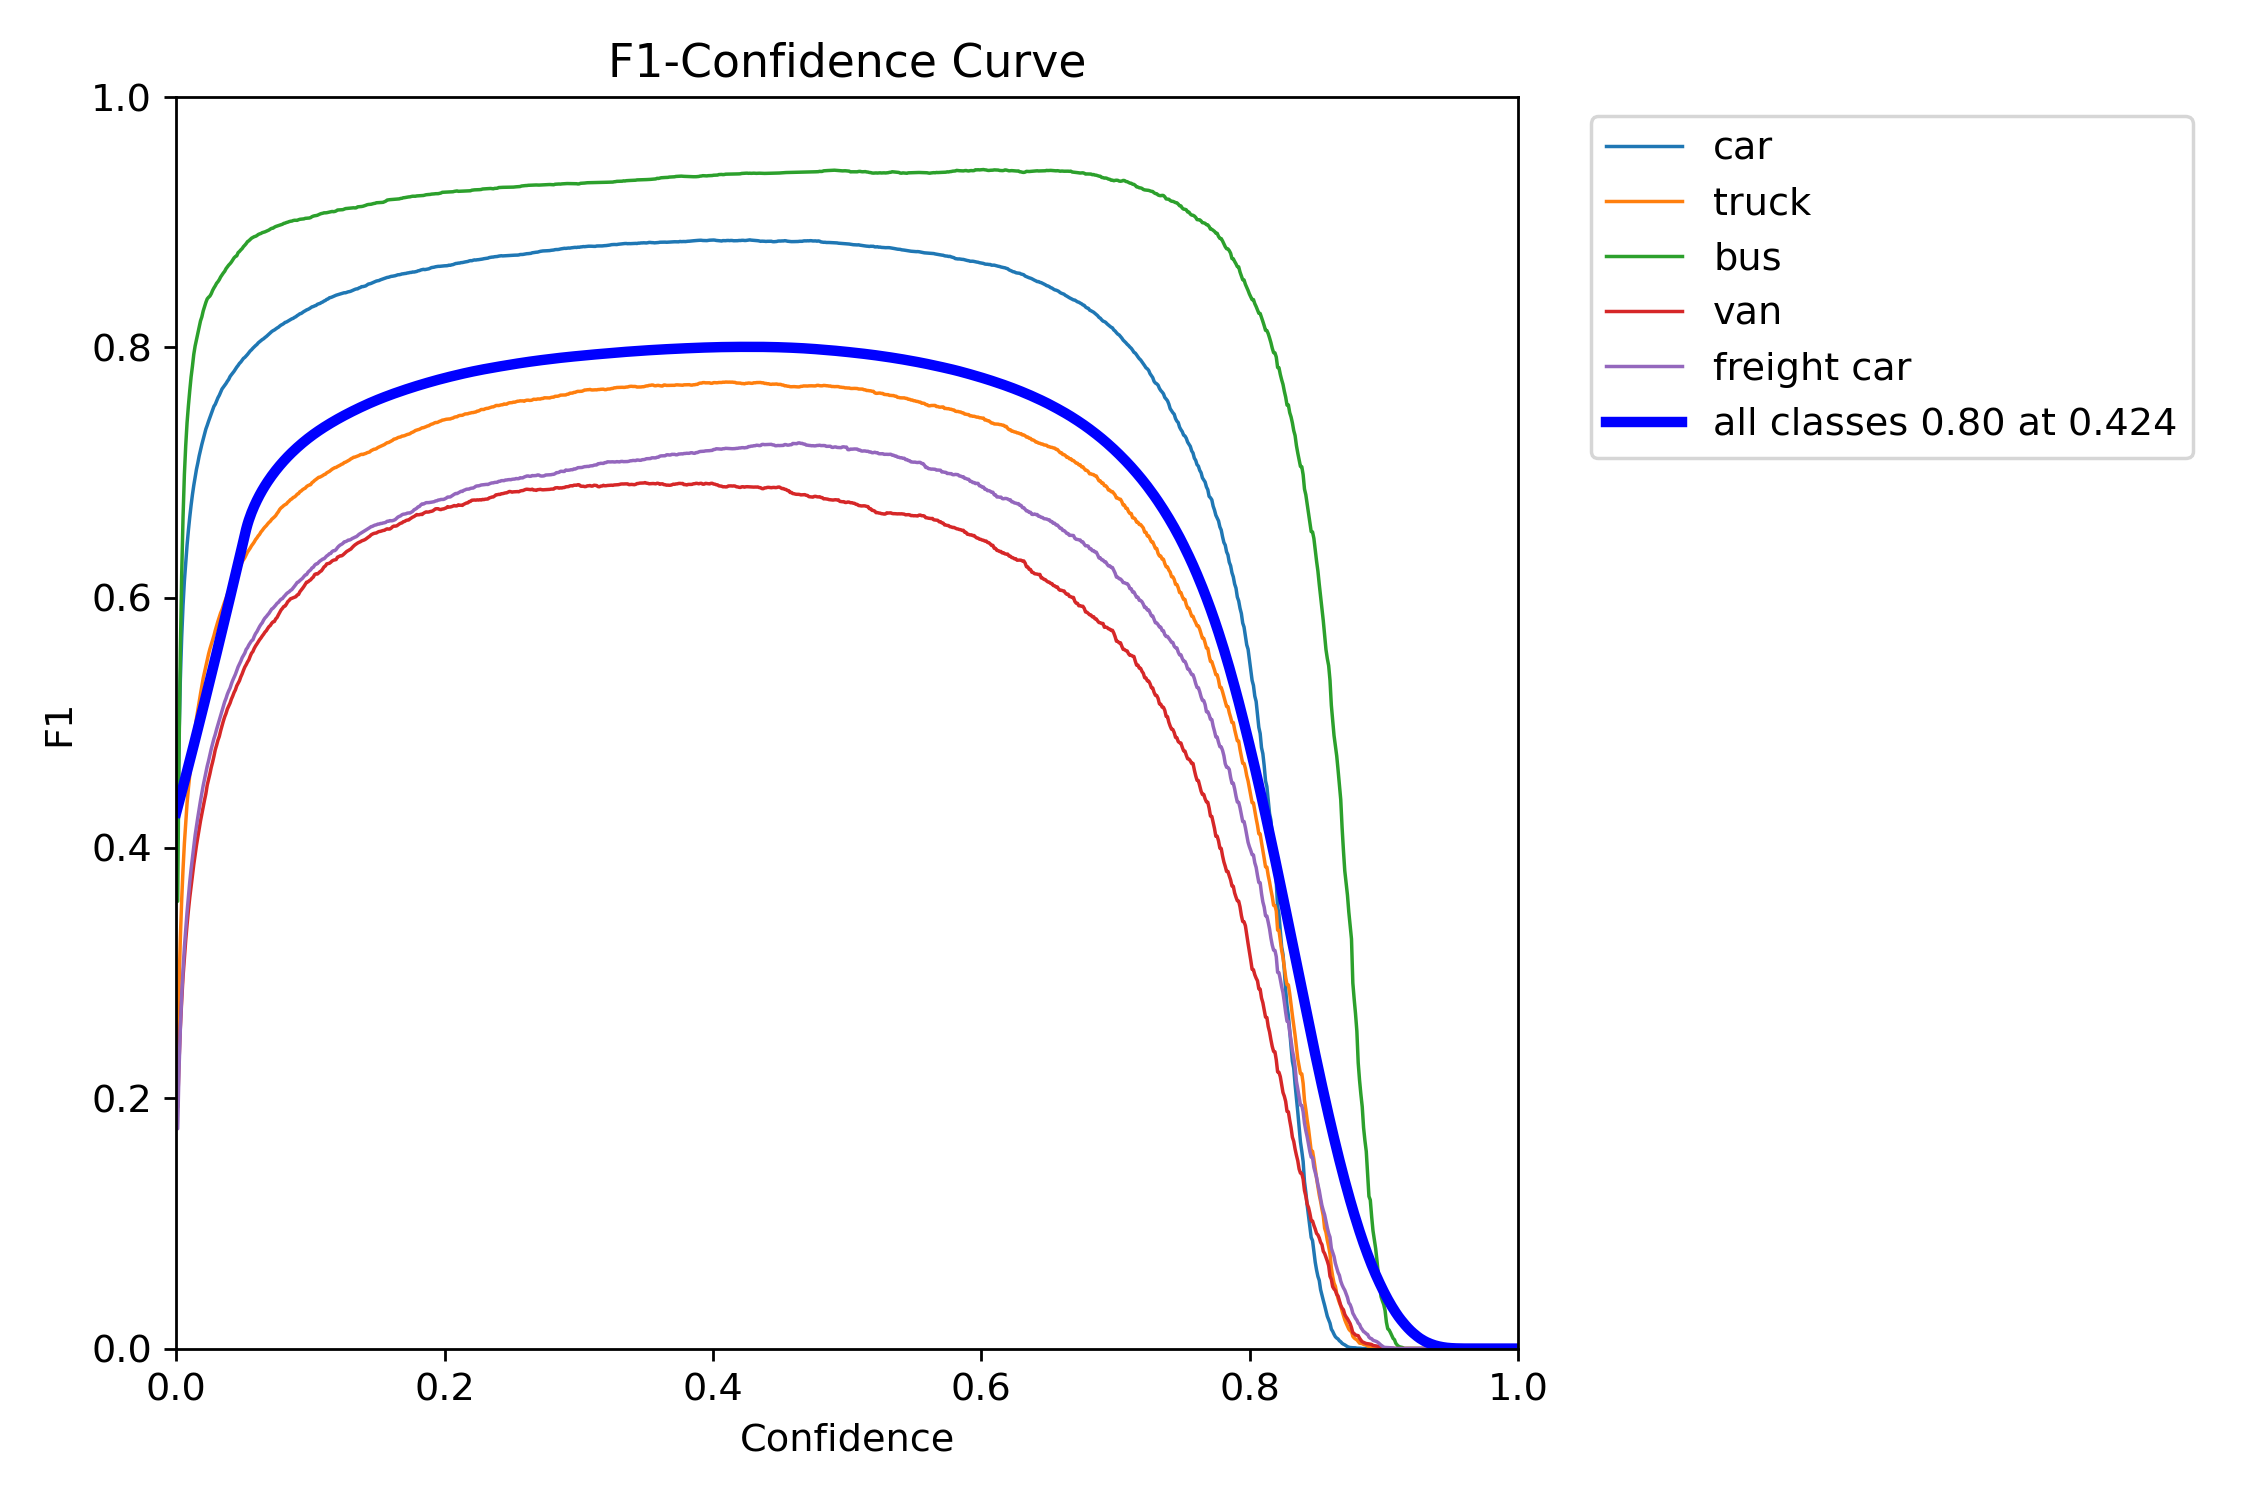 F1-Confidence Curve
1.0
0.8
0.6
0.4
0.2
0.0
F1
0.0 0.2 0.4 0.6 0.8 1.0
Confidence
car
truck
bus
van
freight car
all classes 0.80 at 0.424